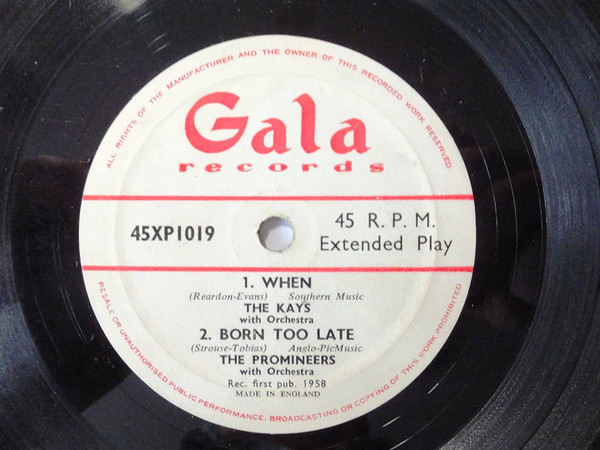 ALL RIGHTS OF THE MANUFACTURER AND THE OWNER OF THIS RECORDED WORK RESERVED
Gala
records
45XP1019
45 R.P.M.
Extended Play
1. WHEN
(Reardon-Evans) Southern Music
THE KAYS
with Orchestra
2. BORN TOO LATE
(Strouse-Tobias) Anglo-PicMusic
THE PROMINEERS
with Orchestra
Rec. first pub. 1958
MADE IN ENGLAND
RESALE OR UNAUTHORISED PUBLIC PERFORMANCE, BROADCASTING OR COPYING OF THIS WORK PROHIBITED